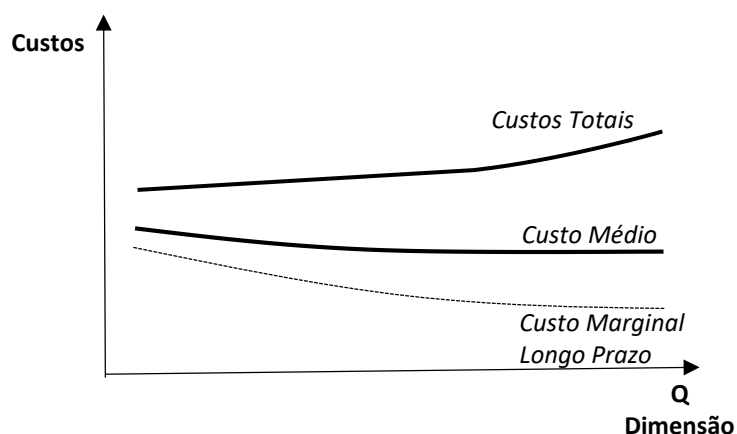 Custos
Custos Totais
Custo Médio
Custo Marginal
Longo Prazo
Q
Dimensão